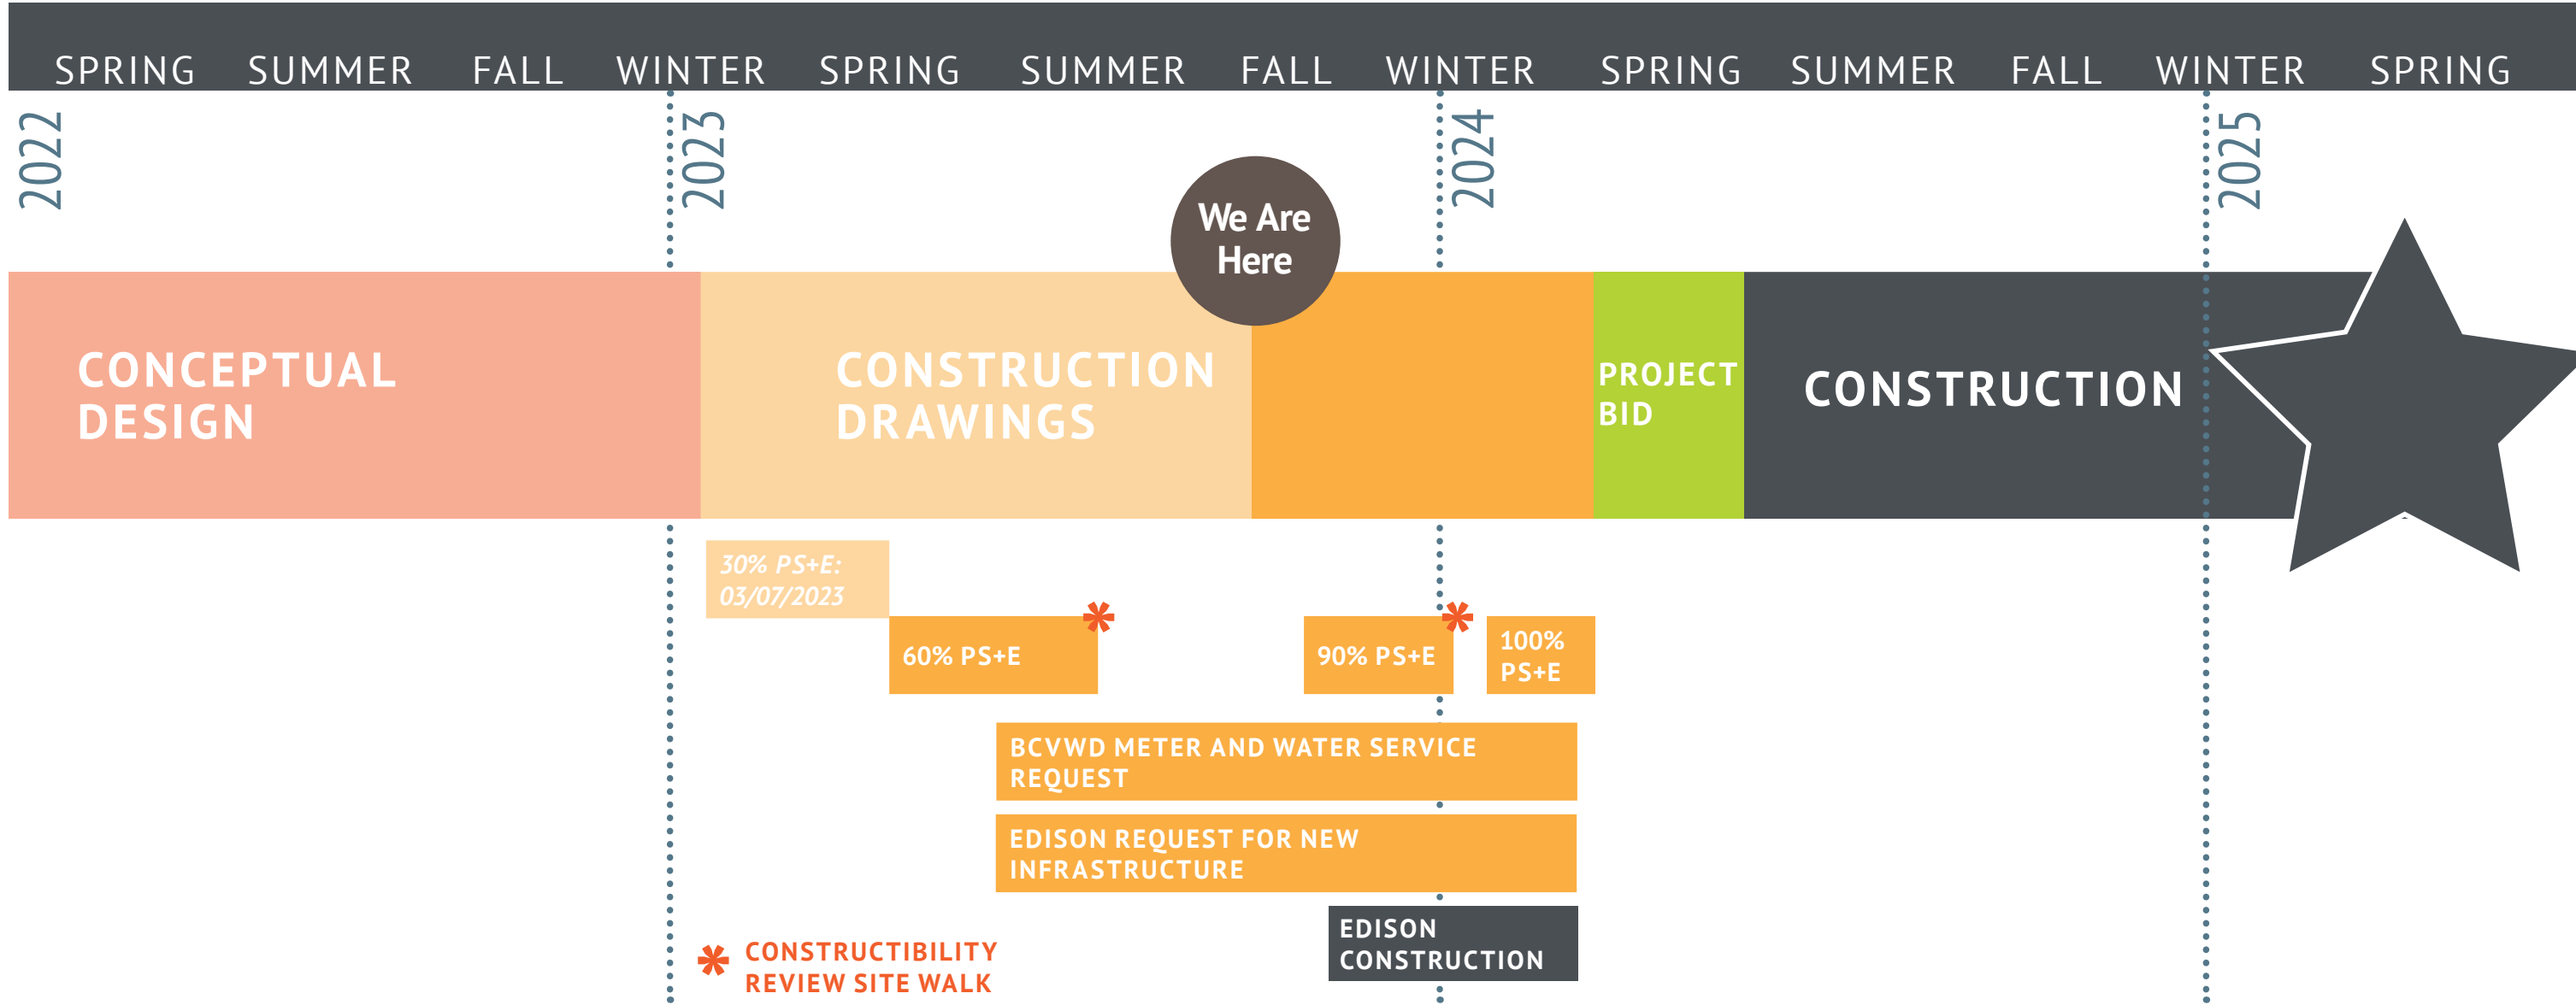 SPRING SUMMER FALL WINTER SPRING SUMMER FALL WINTER SPRING SUMMER FALL WINTER SPRING
2022
2023
2024
2025
We Are
Here
CONCEPTUAL
DESIGN
CONSTRUCTION
DRAWINGS
PROJECT
BID
CONSTRUCTION
30% PS+E:
03/07/2023
60% PS+E
90% PS+E
100%
PS+E
BCVWD METER AND WATER SERVICE
REQUEST
EDISON REQUEST FOR NEW
INFRASTRUCTURE
EDISON
CONSTRUCTION
* CONSTRUCTIBILITY
REVIEW SITE WALK